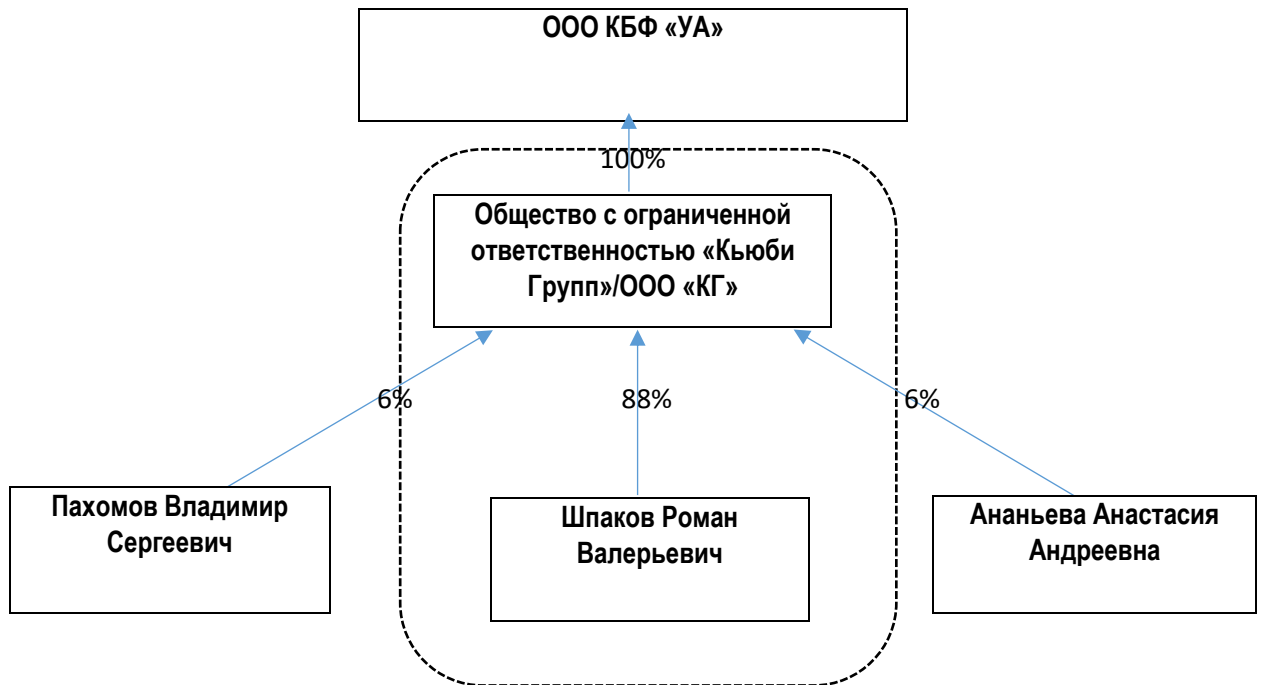 ООО КБФ «УА»
100%
Общество с ограниченной
ответственностью «Кьюби
Групп»/ООО «КГ»
6%
88%
6%
Пахомов Владимир
Сергеевич
Шпаков Роман
Валерьевич
Ананьева Анастасия
Андреевна